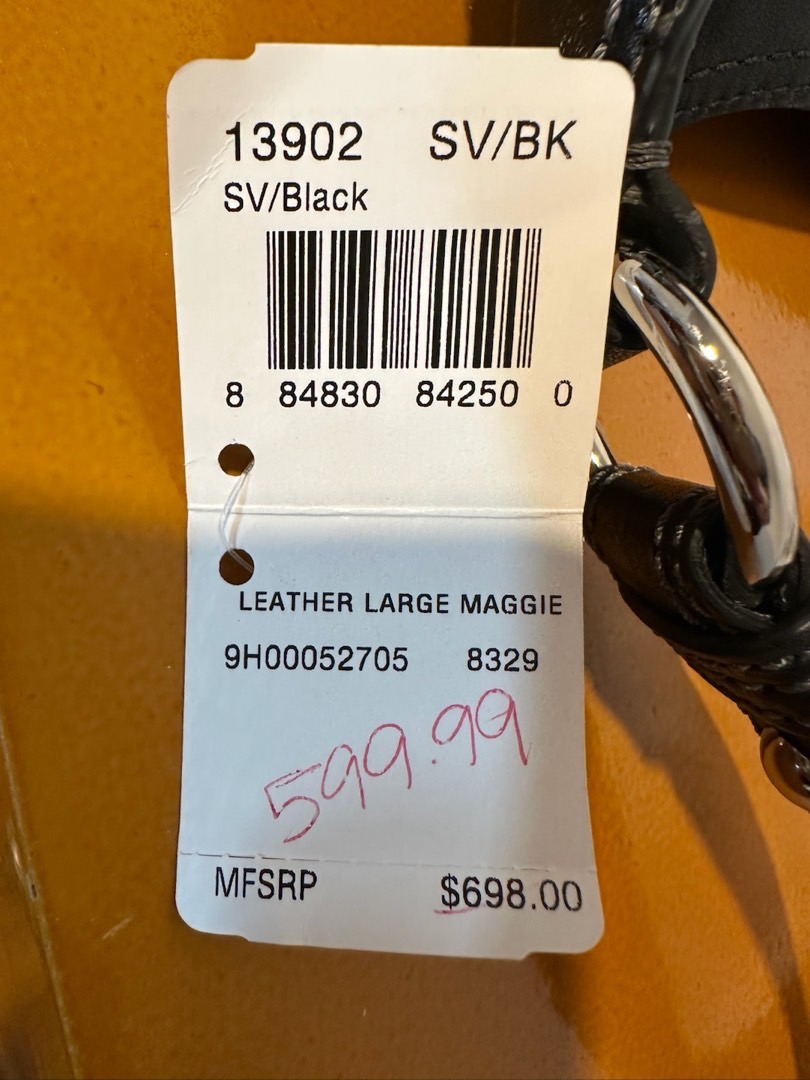 13902 SV/BK
SV/Black
8 84830 84250 0
LEATHER LARGE MAGGIE
9H00052705 8329
599.99
MFSRP $698.00